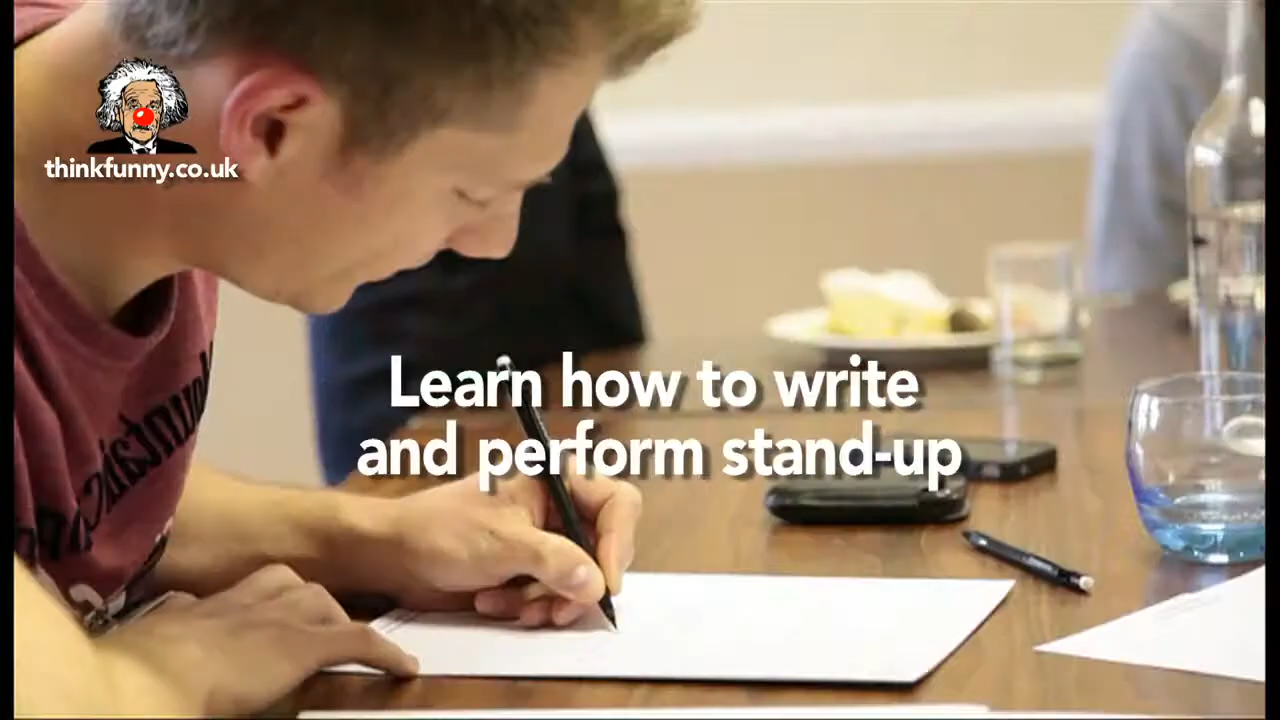 thinkfunny.co.uk
Learn how to write
and perform stand-up